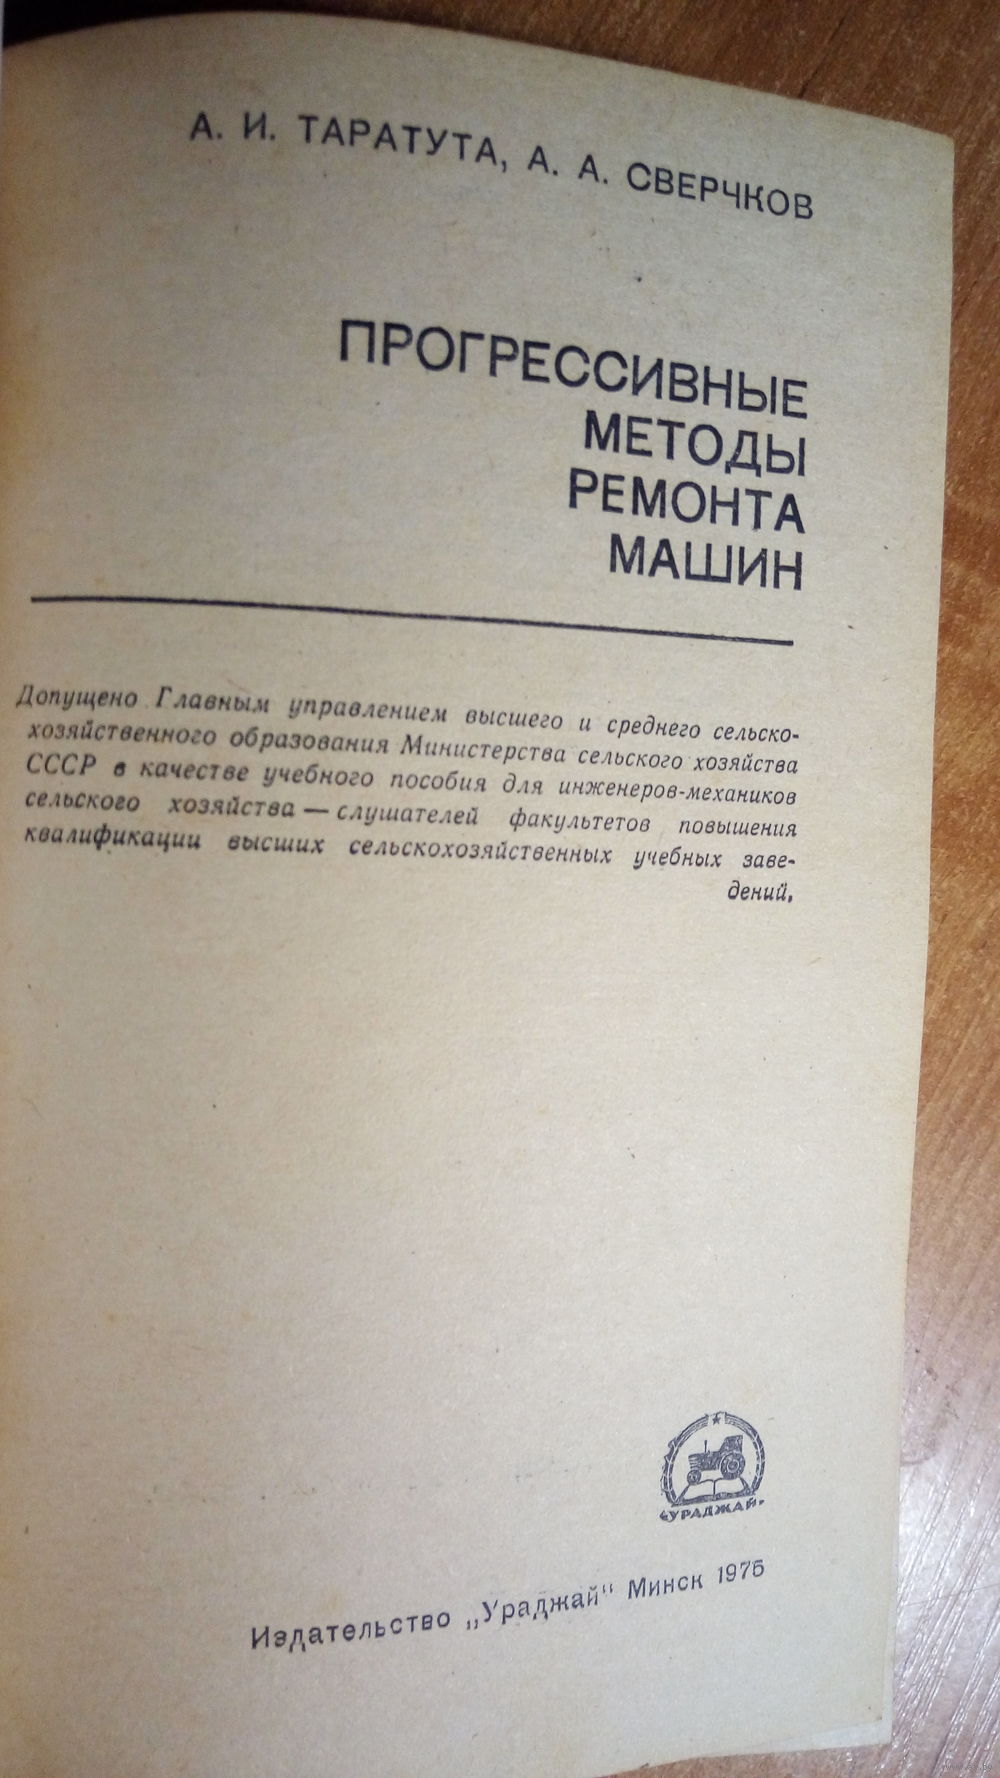 А. И. ТАРАТУТА, А. А. СВЕРЧКОВ
ПРОГРЕССИВНЫЕ
МЕТОДЫ
РЕМОНТА
МАШИН
Допущено Главным управлением высшего и среднего сельско-
хозяйственного образования Министерства сельского хозяйства
СССР в качестве учебного пособия для инженеров-механиков
сельского хозяйства — слушателей факультетов повышения
квалификации высших сельскохозяйственных учебных заве-
дений.
«УРАДЖАЙ»
Издательство „Ураджай“ Минск 1975